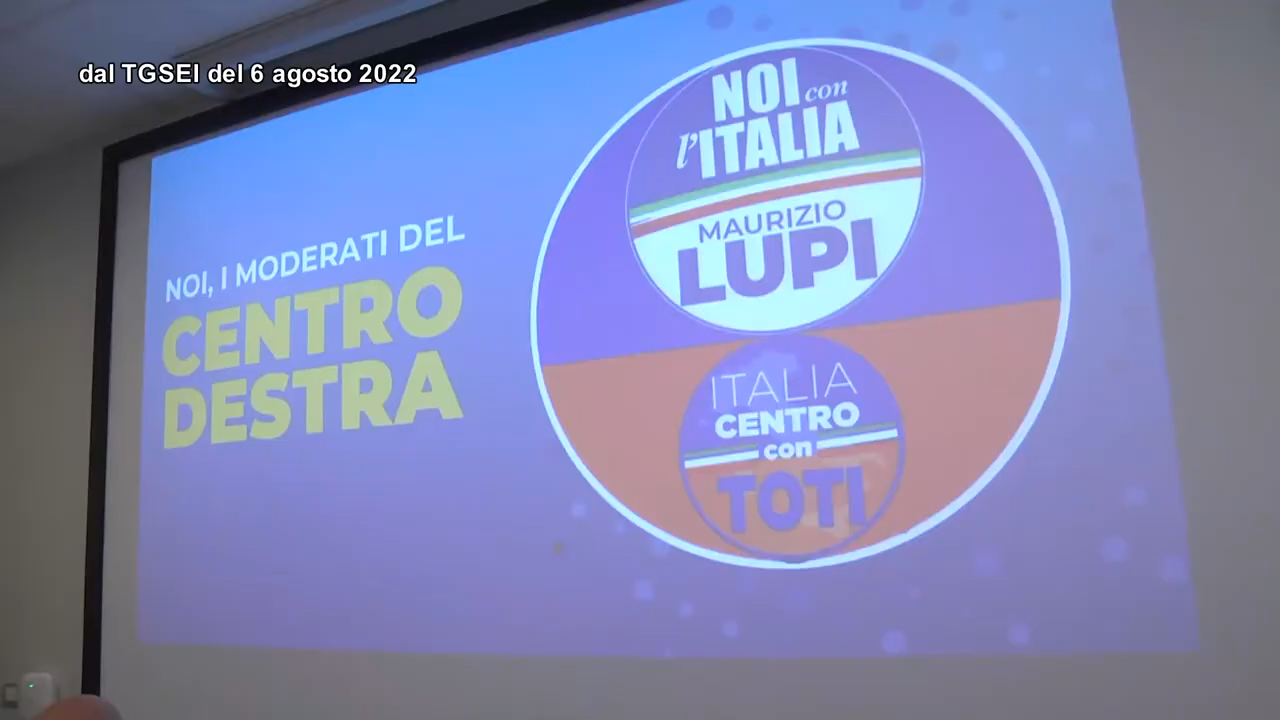 dal TGSEI del 6 agosto 2022
NOI, I MODERATI DEL
CENTRO
DESTRA
NOI con
l'ITALIA
MAURIZIO
LUPI
ITALIA
CENTRO
con
TOTI